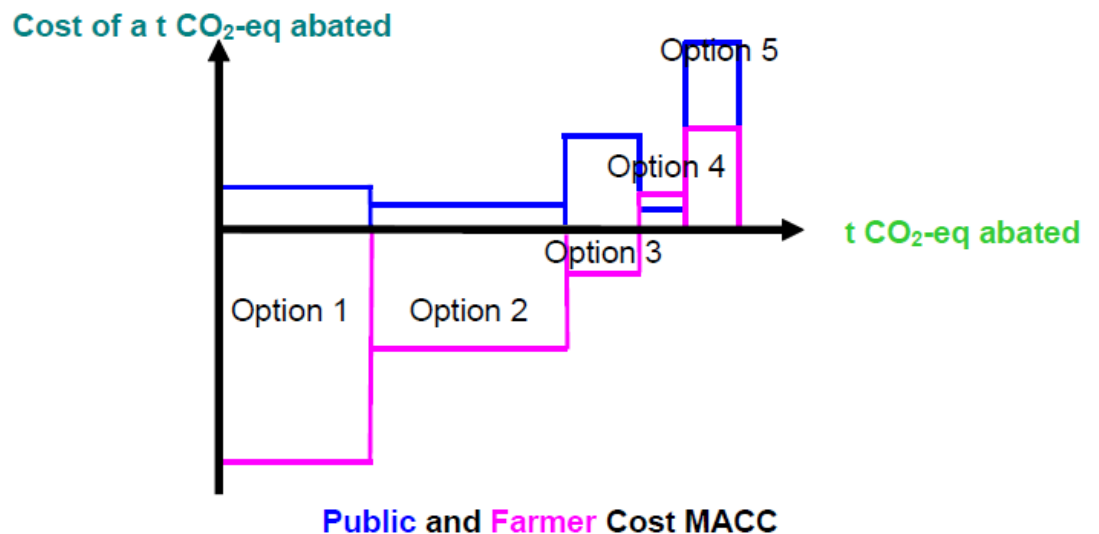 Cost of a t CO₂-eq abated
Option 5
Option 4
t CO₂-eq abated
Option 3
Option 1
Option 2
Public and Farmer Cost MACC